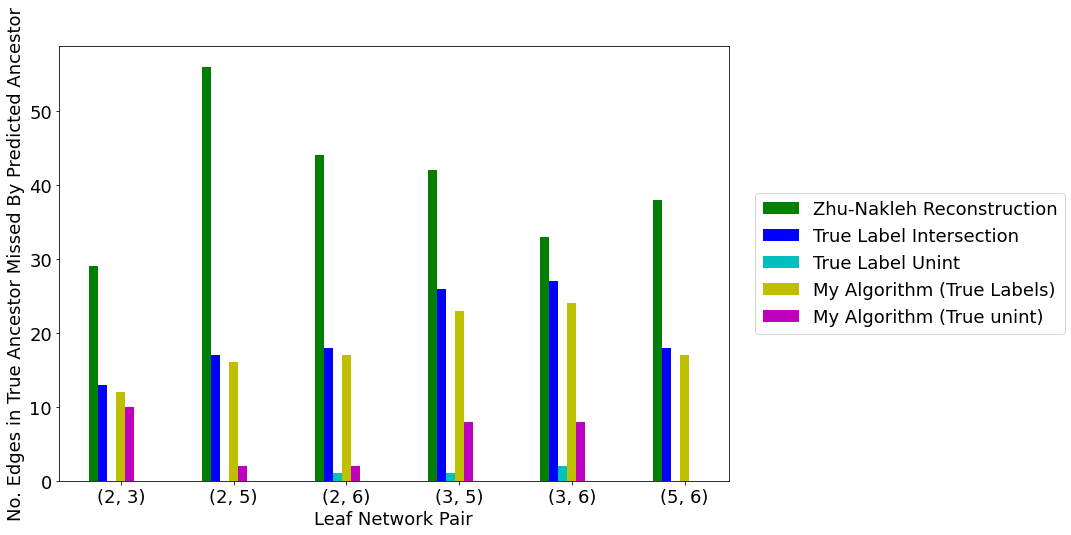 No. Edges in True Ancestor Missed By Predicted Ancestor
50
40
30
20
10
0
(2, 3) (2, 5) (2, 6) (3, 5) (3, 6) (5, 6)
Leaf Network Pair
Zhu-Nakleh Reconstruction
True Label Intersection
True Label Unint
My Algorithm (True Labels)
My Algorithm (True unint)